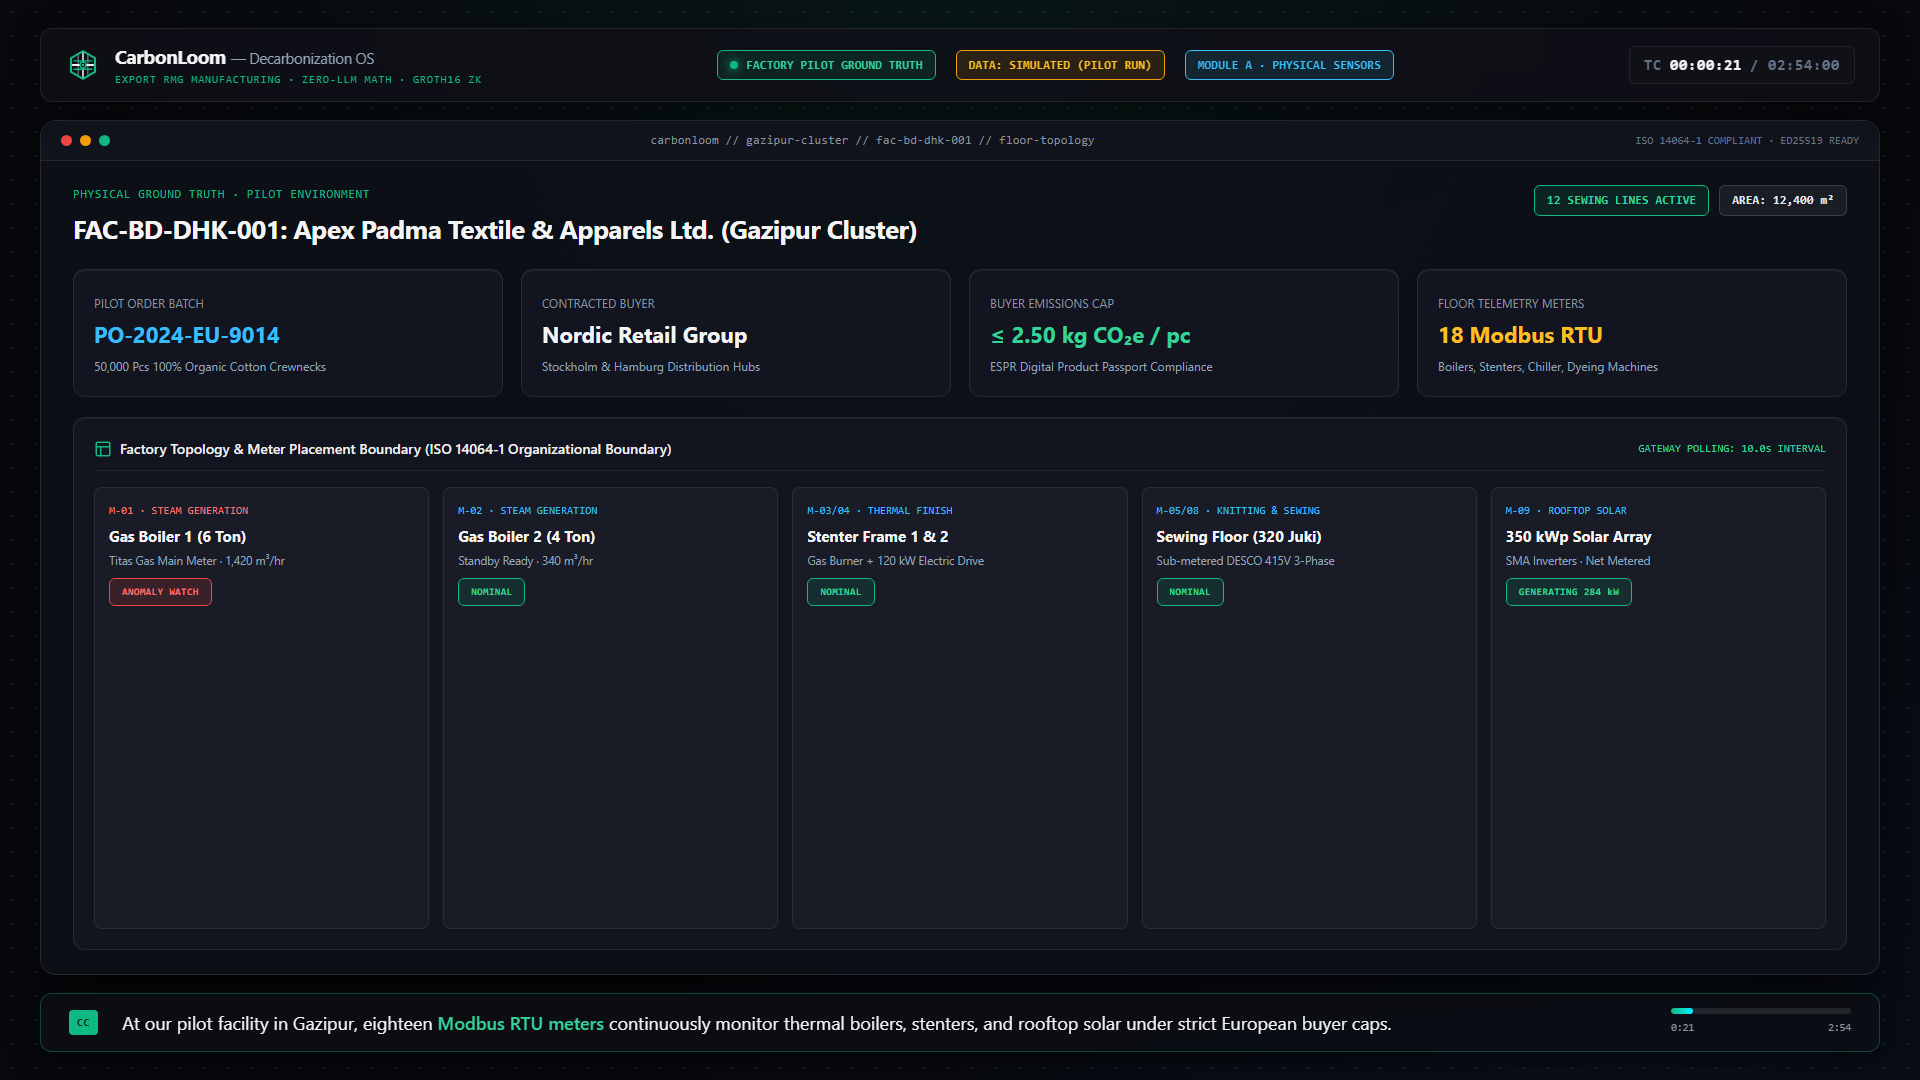 CarbonLoom — Decarbonization OS
EXPORT RMG MANUFACTURING · ZERO-LLM MATH · GROTH16 ZK
FACTORY PILOT GROUND TRUTH
DATA: SIMULATED (PILOT RUN)
MODULE A · PHYSICAL SENSORS
TC 00:00:21 / 02:54:00
carbonloom // gazipur-cluster // fac-bd-dhk-001 // floor-topology
ISO 14064-1 COMPLIANT · ED25519 READY
PHYSICAL GROUND TRUTH · PILOT ENVIRONMENT
FAC-BD-DHK-001: Apex Padma Textile & Apparels Ltd. (Gazipur Cluster)
12 SEWING LINES ACTIVE
AREA: 12,400 m²
PILOT ORDER BATCH
PO-2024-EU-9014
50,000 Pcs 100% Organic Cotton Crewnecks
CONTRACTED BUYER
Nordic Retail Group
Stockholm & Hamburg Distribution Hubs
BUYER EMISSIONS CAP
≤ 2.50 kg CO₂e / pc
ESPR Digital Product Passport Compliance
FLOOR TELEMETRY METERS
18 Modbus RTU
Boilers, Stenters, Chiller, Dyeing Machines
Factory Topology & Meter Placement Boundary (ISO 14064-1 Organizational Boundary)
GATEWAY POLLING: 10.0s INTERVAL
M-01 · STEAM GENERATION
Gas Boiler 1 (6 Ton)
Titas Gas Main Meter · 1,420 m³/hr
ANOMALY WATCH
M-02 · STEAM GENERATION
Gas Boiler 2 (4 Ton)
Standby Ready · 340 m³/hr
NOMINAL
M-03/04 · THERMAL FINISH
Stenter Frame 1 & 2
Gas Burner + 120 kW Electric Drive
NOMINAL
M-05/08 · KNITTING & SEWING
Sewing Floor (320 Juki)
Sub-metered DESCO 415V 3-Phase
NOMINAL
M-09 · ROOFTOP SOLAR
350 kWp Solar Array
SMA Inverters · Net Metered
GENERATING 284 kW
CC
At our pilot facility in Gazipur, eighteen Modbus RTU meters continuously monitor thermal boilers, stenters, and rooftop solar under strict European buyer caps.
0:21
2:54